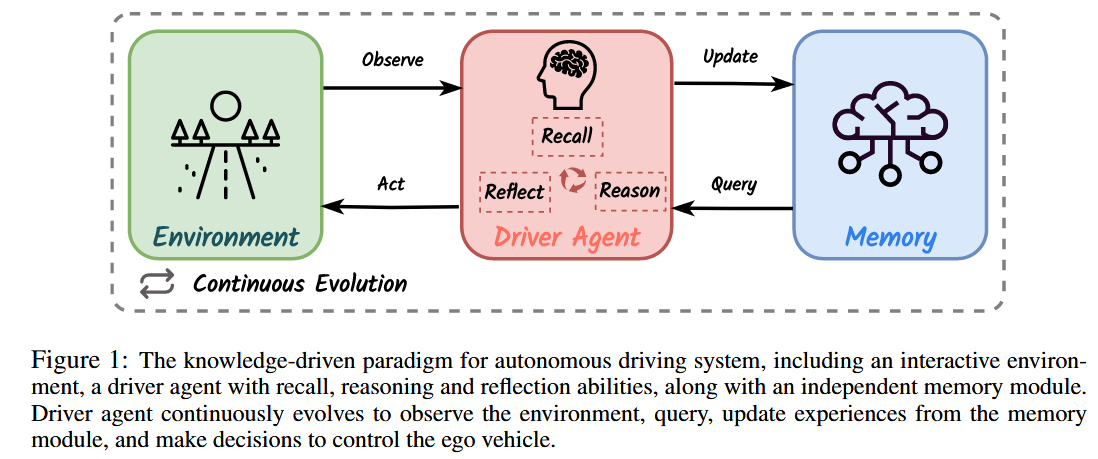 Observe
Update
Recall
Act
Reflect
Reason
Query
Environment
Driver Agent
Memory
Continuous Evolution
Figure 1: The knowledge-driven paradigm for autonomous driving system, including an interactive environ-
ment, a driver agent with recall, reasoning and reflection abilities, along with an independent memory module.
Driver agent continuously evolves to observe the environment, query, update experiences from the memory
module, and make decisions to control the ego vehicle.